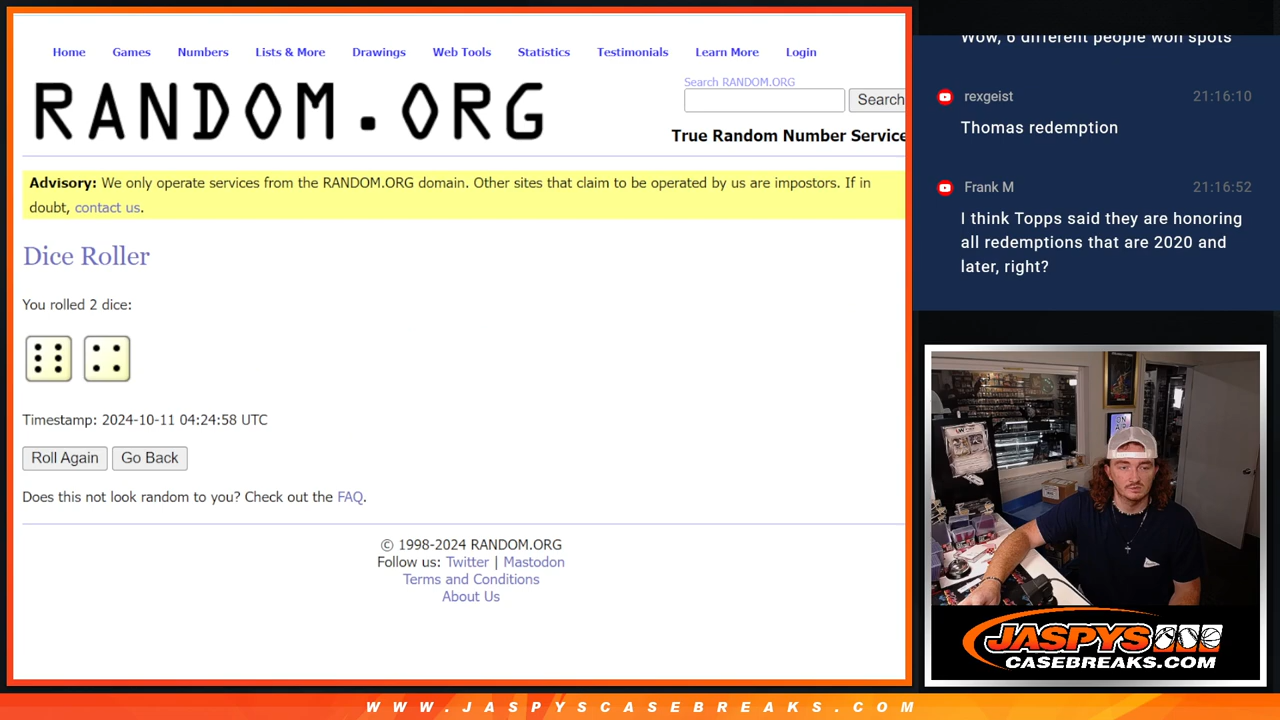 Home Games Numbers Lists & More Drawings Web Tools Statistics Testimonials Learn More Login
RANDOM.ORG
Search RANDOM.ORG
Search
True Random Number Service
Advisory: We only operate services from the RANDOM.ORG domain. Other sites that claim to be operated by us are impostors. If in
doubt, contact us.
Dice Roller
You rolled 2 dice:
Timestamp: 2024-10-11 04:24:58 UTC
Roll Again Go Back
Does this not look random to you? Check out the FAQ.
© 1998-2024 RANDOM.ORG
Follow us: Twitter | Mastodon
Terms and Conditions
About Us
Wow, 6 different people won spots
rexgeist 21:16:10
Thomas redemption
Frank M 21:16:52
I think Topps said they are honoring
all redemptions that are 2020 and
later, right?
ON
AIR
JASPYS
CASEBREAKS.COM
WWW.JASPYSCASEBREAKS.COM